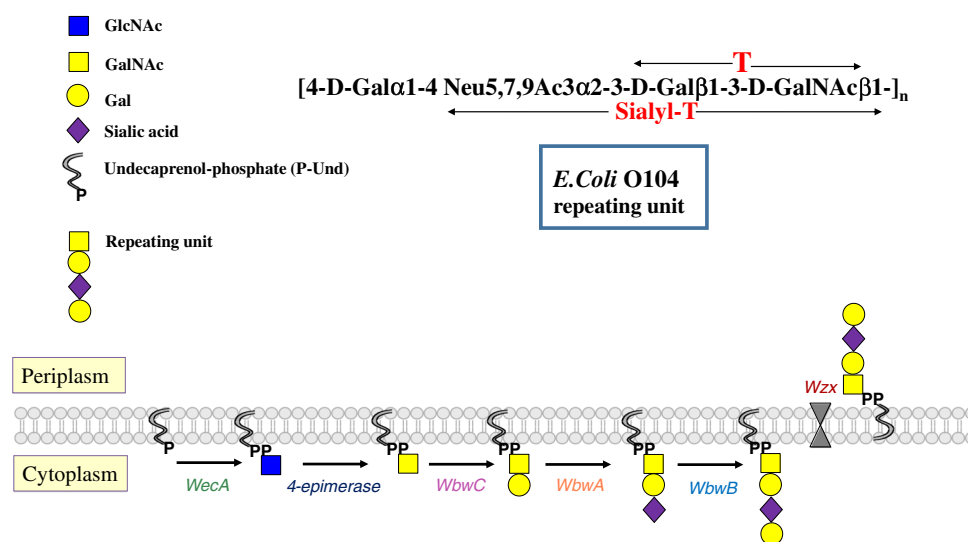 GlcNAc
GalNAc
Gal
Sialic acid
Undecaprenol-phosphate (P-Und)
P
Repeating unit
T
[4-D-Galα1-4 Neu5,7,9Ac3α2-3-D-Galβ1-3-D-GalNAcβ1-]n
Sialyl-T
E.Coli O104
repeating unit
Periplasm
Wzx
PP
P
PP
PP
PP
PP
PP
Cytoplasm
WecA
4-epimerase
WbwC
WbwA
WbwB